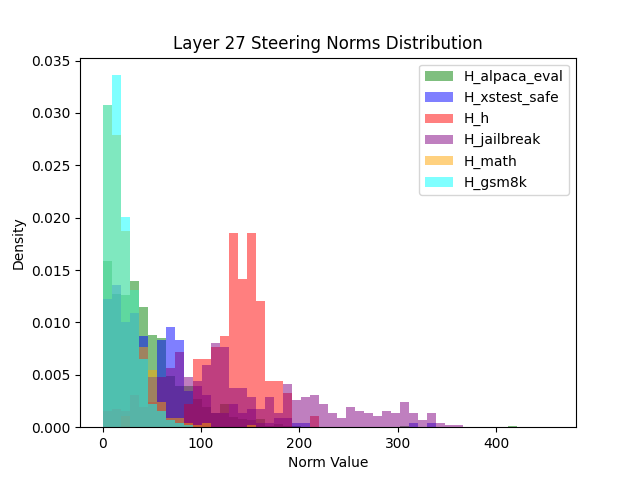 Layer 27 Steering Norms Distribution
0.035
0.030
0.025
0.020
0.015
0.010
0.005
0.000
Density
H_alpaca_eval
H_xstest_safe
H_h
H_jailbreak
H_math
H_gsm8k
0 100 200 300 400
Norm Value